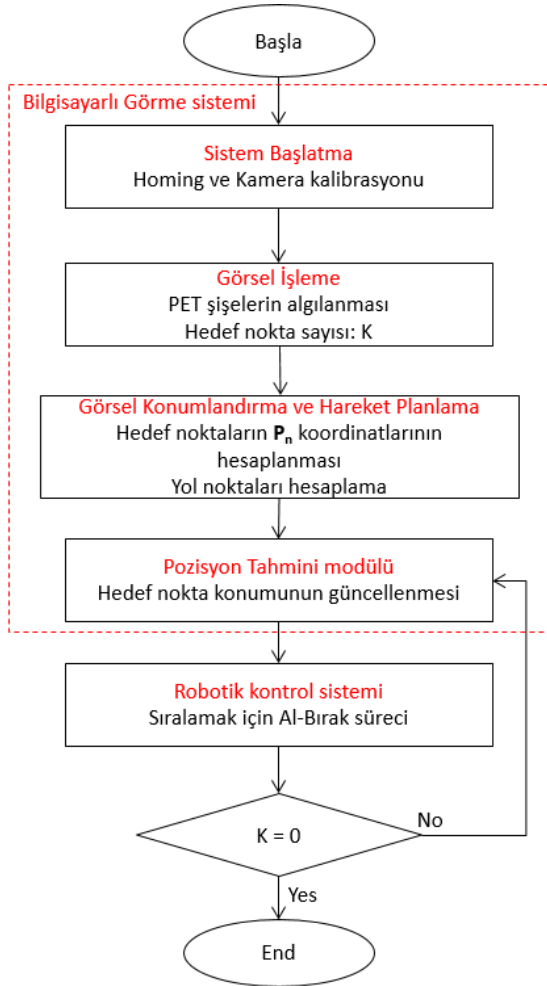 Başla
Bilgisayarlı Görme sistemi
Sistem Başlatma
Homing ve Kamera kalibrasyonu
Görsel İşleme
PET şişelerin algılanması
Hedef nokta sayısı: K
Görsel Konumlandırma ve Hareket Planlama
Hedef noktaların Pn koordinatlarının
hesaplanması
Yol noktaları hesaplama
Pozisyon Tahmini modülü
Hedef nokta konumunun güncellenmesi
Robotik kontrol sistemi
Sıralamak için Al-Bırak süreci
K = 0
No
Yes
End